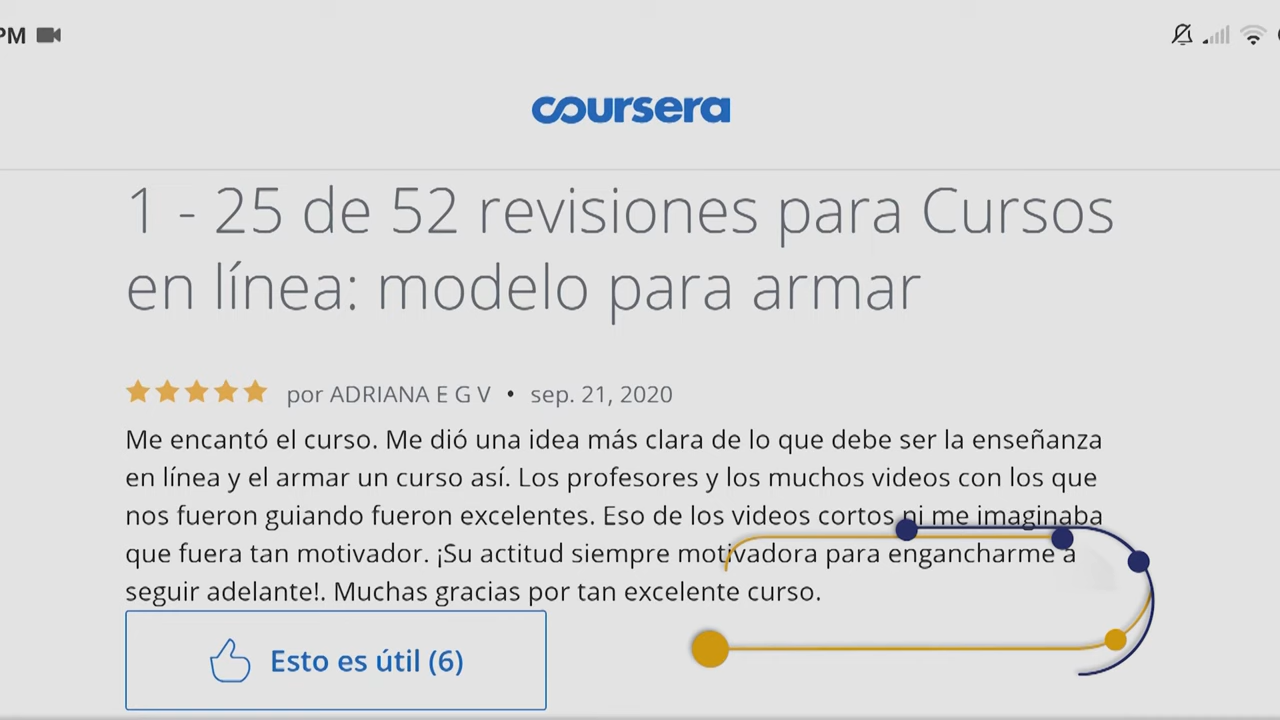 PM
coursera
1 - 25 de 52 revisiones para Cursos
en línea: modelo para armar
por ADRIANA E G V • sep. 21, 2020
Me encantó el curso. Me dió una idea más clara de lo que debe ser la enseñanza
en línea y el armar un curso así. Los profesores y los muchos videos con los que
nos fueron guiando fueron excelentes. Eso de los videos cortos ni me imaginaba
que fuera tan motivador. ¡Su actitud siempre motivadora para engancharme a
seguir adelante!. Muchas gracias por tan excelente curso.
Esto es útil (6)